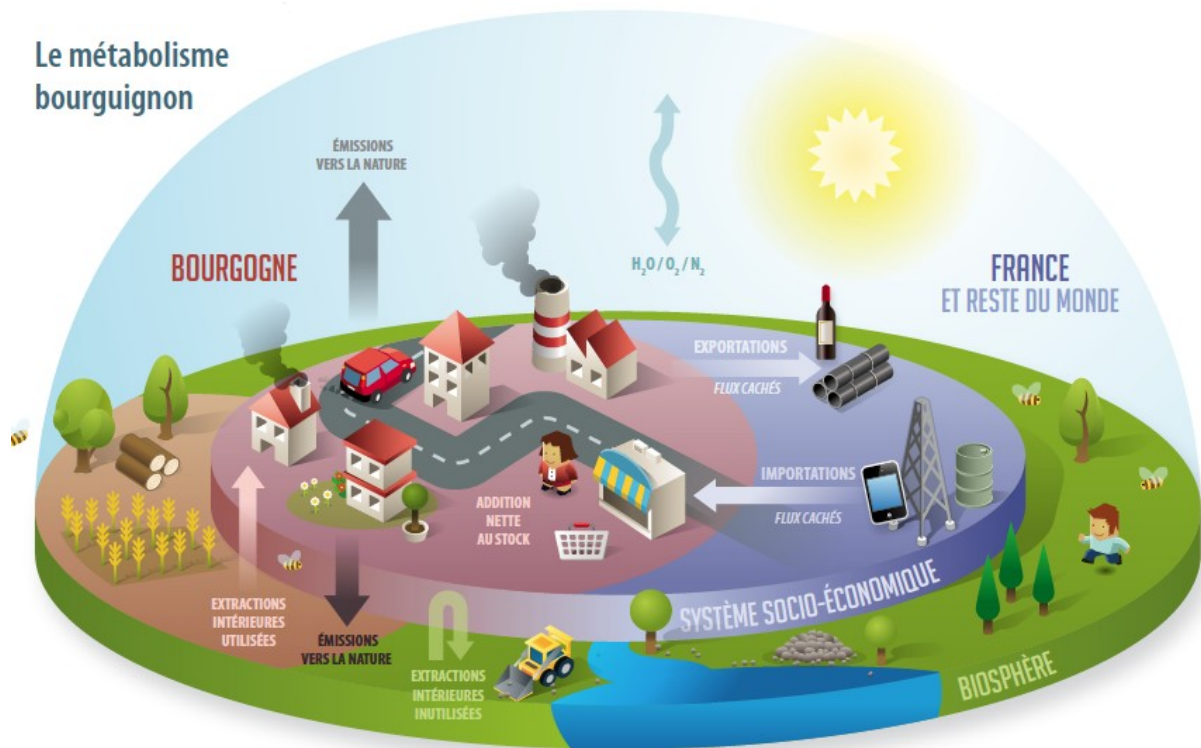 Le métabolisme
bourguignon
ÉMISSIONS
VERS LA NATURE
BOURGOGNE
H₂O / O₂ / N₂
FRANCE
ET RESTE DU MONDE
EXPORTATIONS
FLUX CACHÉS
IMPORTATIONS
FLUX CACHÉS
ADDITION
NETTE
AU STOCK
EXTRACTIONS
INTÉRIEURES
UTILISÉES
ÉMISSIONS
VERS LA NATURE
EXTRACTIONS
INTÉRIEURES
INUTILISÉES
SYSTÈME SOCIO-ÉCONOMIQUE
BIOSPHÈRE